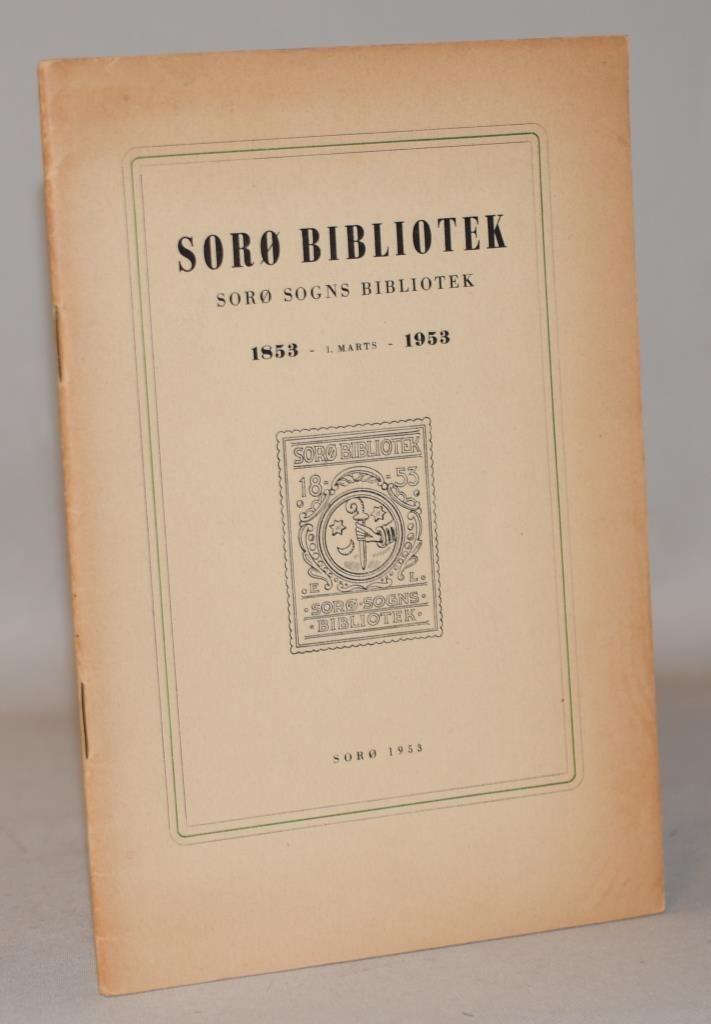 SORØ BIBLIOTEK
SORØ SOGNS BIBLIOTEK
1853 - 1. MARTS - 1953
SORØ BIBLIOTEK
18 - 53
E. L.
· SORØ · SOGNS ·
· BIBLIOTEK ·
SORØ 1953